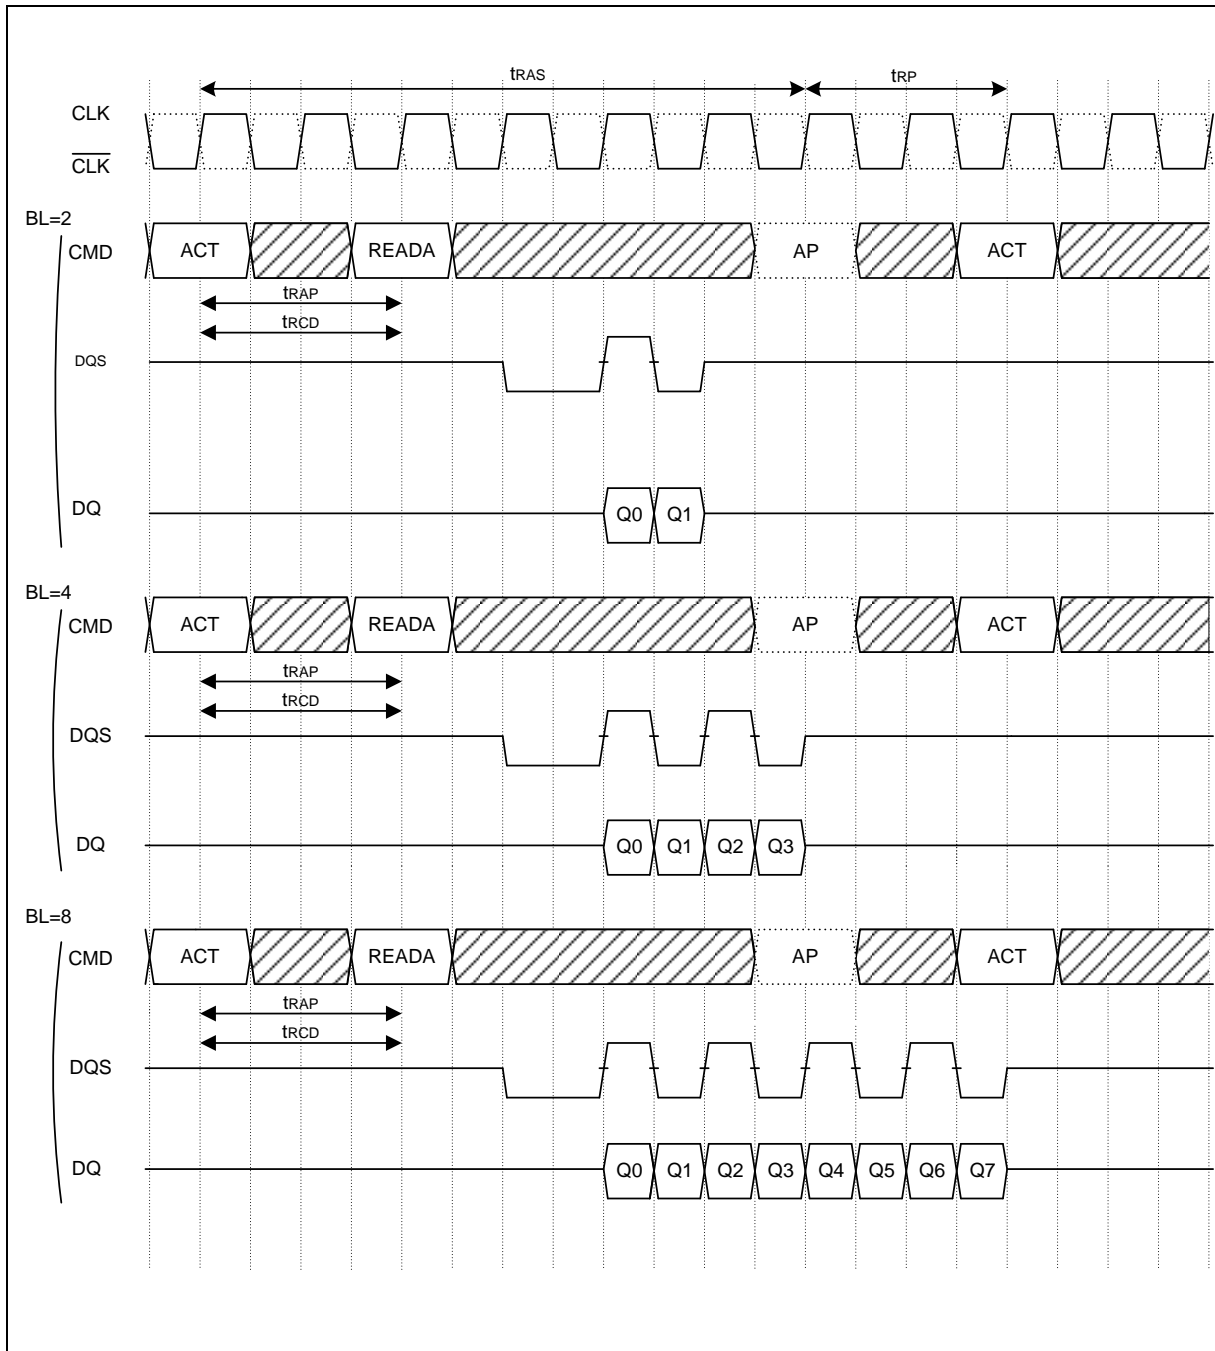 tRAS tRP
CLK
CLK
BL=2
CMD ACT READA AP ACT
tRAP
tRCD
DQS
DQ Q0 Q1
BL=4
CMD ACT READA AP ACT
tRAP
tRCD
DQS
DQ Q0 Q1 Q2 Q3
BL=8
CMD ACT READA AP ACT
tRAP
tRCD
DQS
DQ Q0 Q1 Q2 Q3 Q4 Q5 Q6 Q7